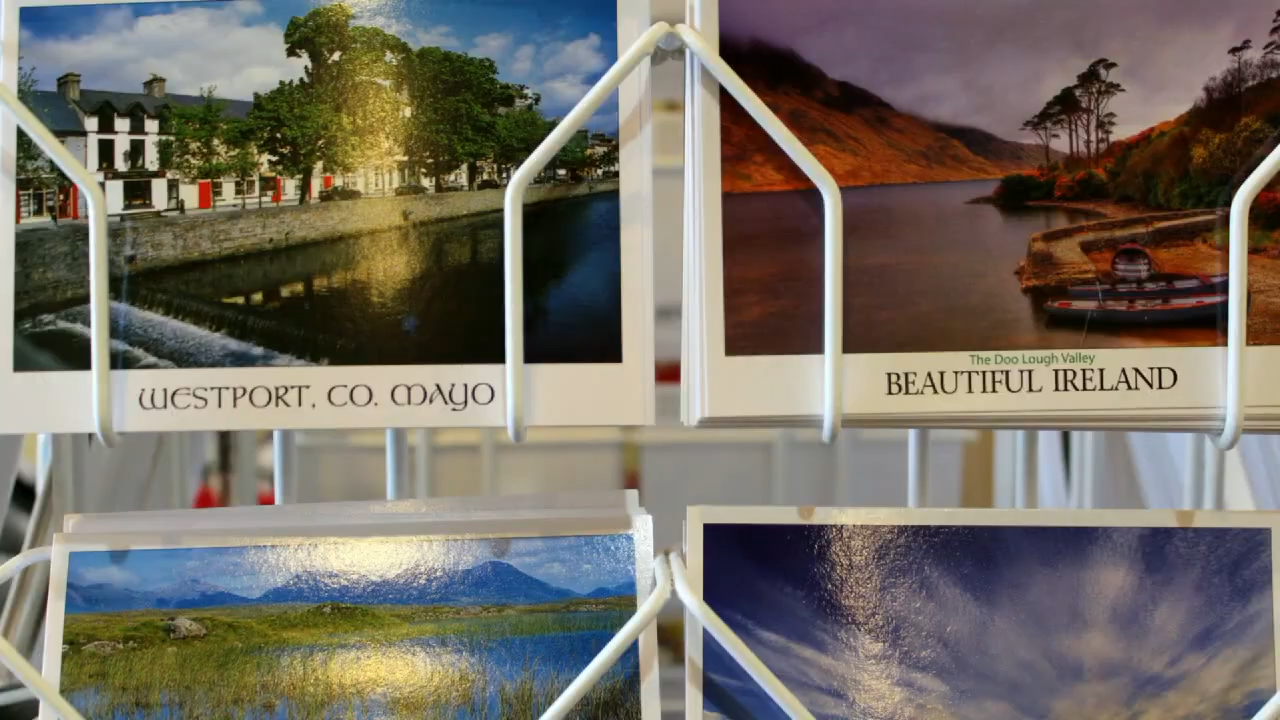 WESTPORT, CO. MAYO
The Doo Lough Valley
BEAUTIFUL IRELAND